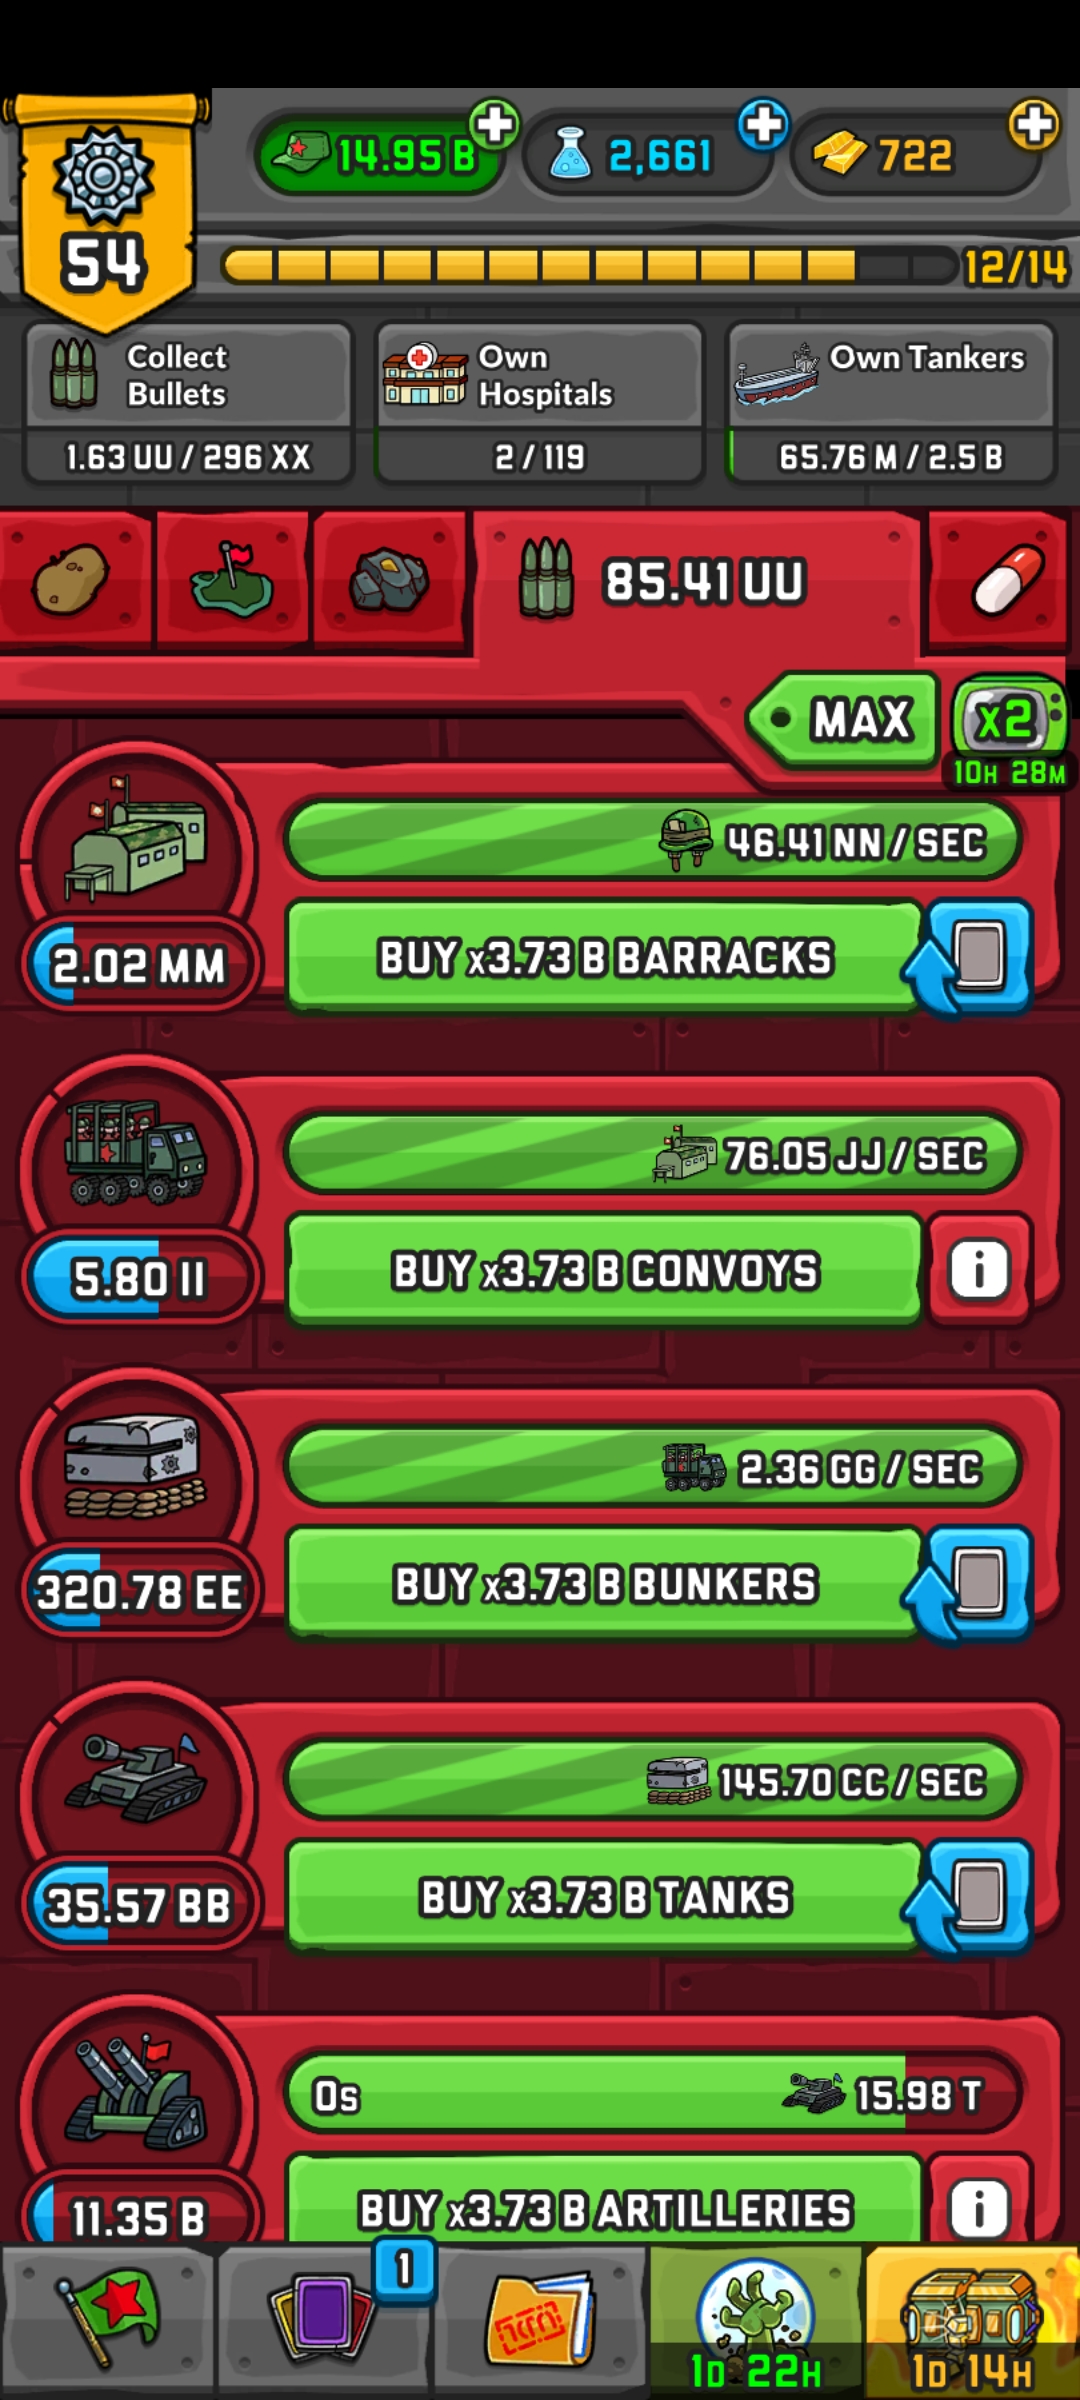 54
14.95 B
2,661
722
12/14
Collect
Bullets
1.63 UU / 296 XX
Own
Hospitals
2 / 119
Own Tankers
65.76 M / 2.5 B
85.41 UU
MAX
x2
10H 28M
46.41 NN / SEC
2.02 MM
BUY x3.73 B BARRACKS
76.05 JJ / SEC
5.80 II
BUY x3.73 B CONVOYS
i
2.36 GG / SEC
320.78 EE
BUY x3.73 B BUNKERS
145.70 CC / SEC
35.57 BB
BUY x3.73 B TANKS
0s
15.98 T
11.35 B
BUY x3.73 B ARTILLERIES
i
1
1D 22H
1D 14H